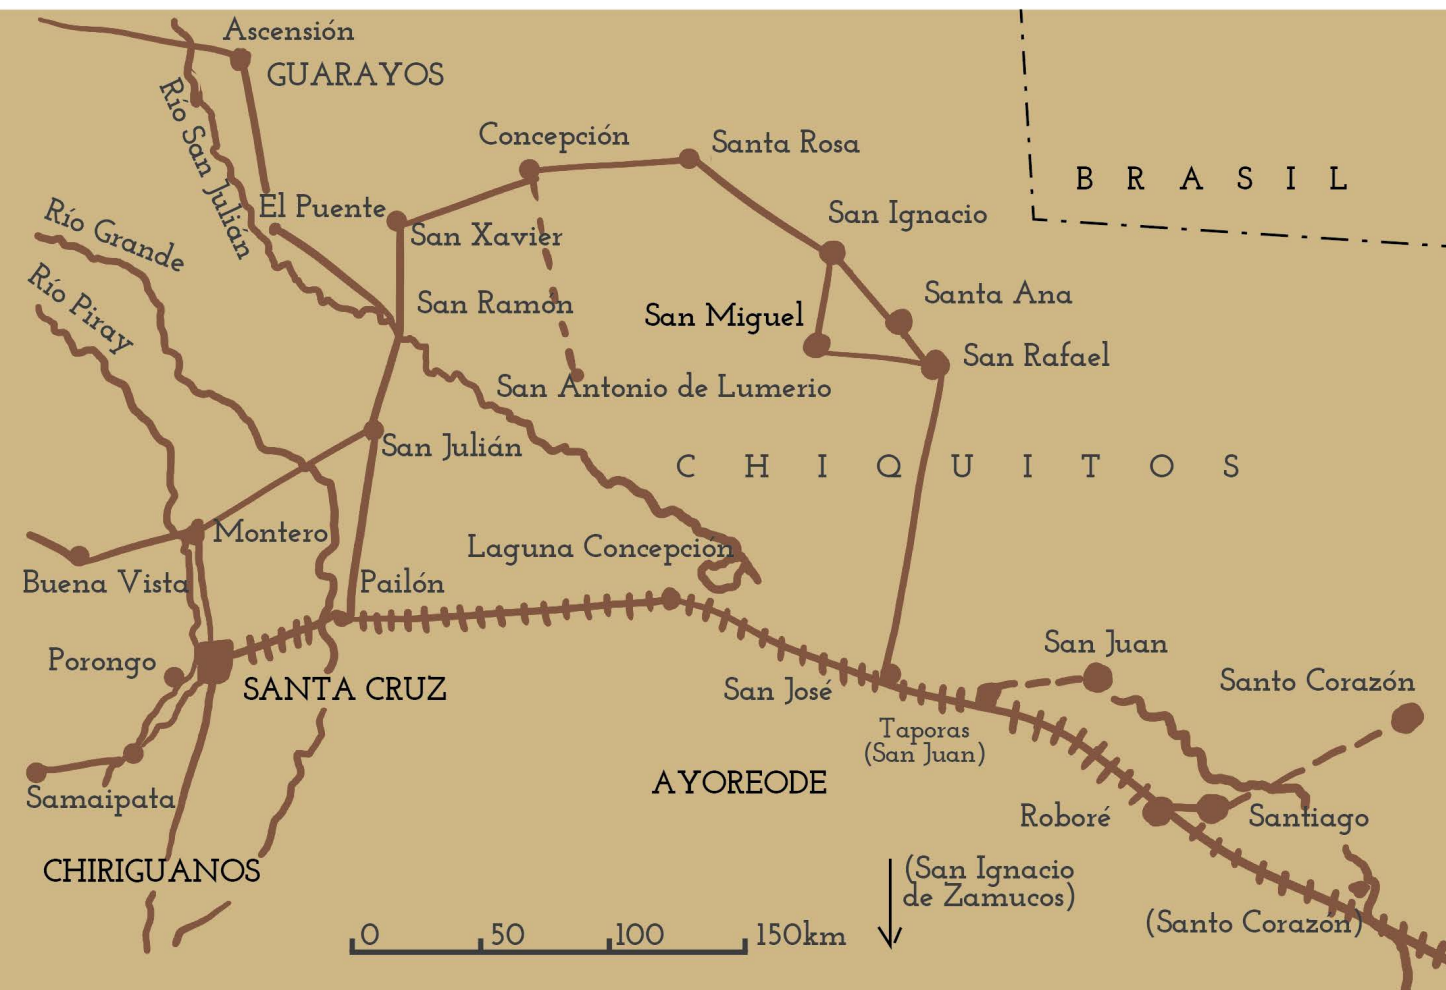 Ascensión
GUARAYOS
Río San Julián
Concepción
Santa Rosa
BRASIL
El Puente
San Xavier
San Ignacio
Río Grande
Río Piray
San Ramón
San Miguel
Santa Ana
San Rafael
San Antonio de Lumerio
San Julián
CHIQUITOS
Montero
Laguna Concepción
Buena Vista
Pailón
Porongo
SANTA CRUZ
San José
San Juan
Santo Corazón
Taporas
(San Juan)
AYOREODE
Samaipata
Roboré
Santiago
CHIRIGUANOS
(San Ignacio
de Zamucos)
(Santo Corazón)
0 50 100 150km